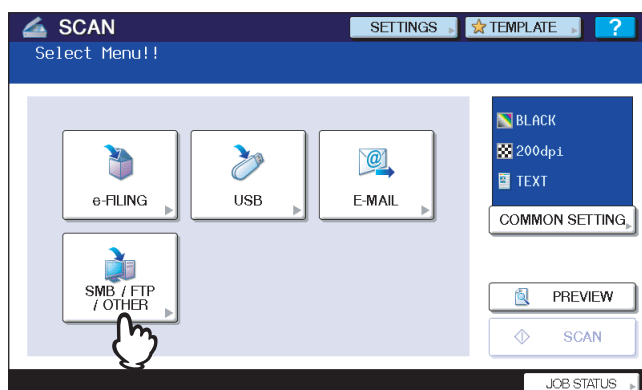 SCAN
SETTINGS
TEMPLATE
?
Select Menu!!
BLACK
200dpi
TEXT
COMMON SETTING
e-FILING
USB
@
E-MAIL
SMB / FTP
/ OTHER
PREVIEW
SCAN
JOB STATUS